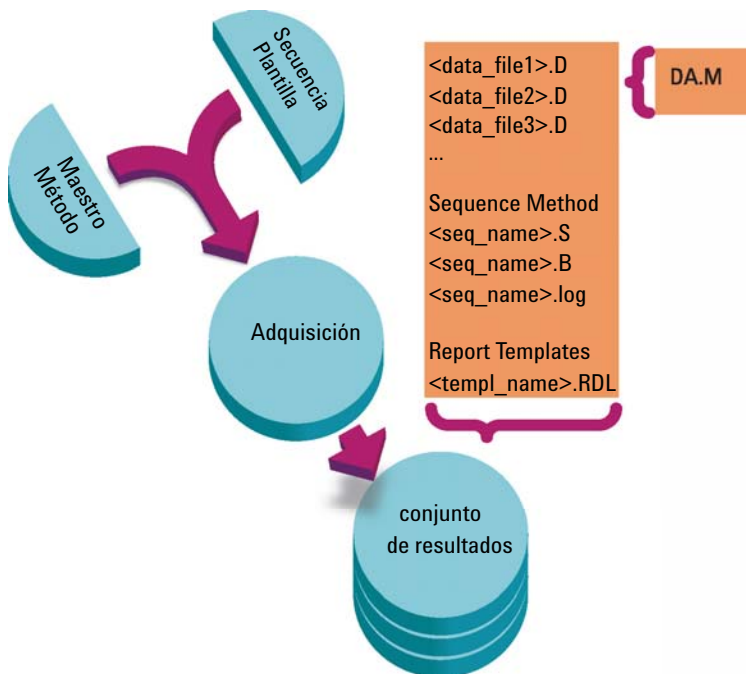 Secuencia
Plantilla
Maestro
Método
Adquisición
conjunto
de resultados
<data_file1>.D
<data_file2>.D
<data_file3>.D
...
Sequence Method
<seq_name>.S
<seq_name>.B
<seq_name>.log
Report Templates
<templ_name>.RDL
DA.M